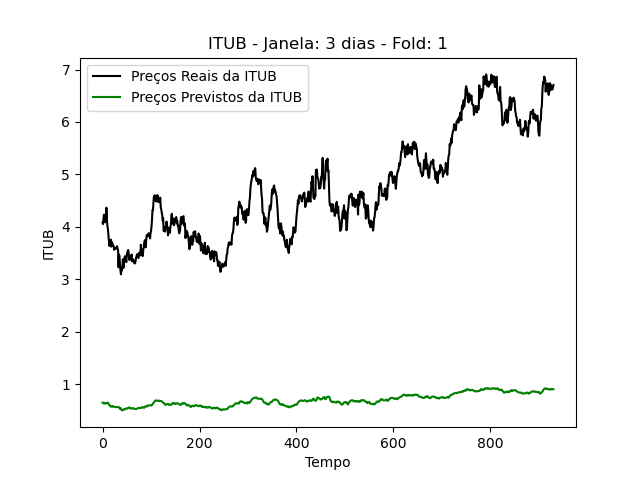 ITUB - Janela: 3 dias - Fold: 1
Preços Reais da ITUB
Preços Previstos da ITUB
7
6
5
4
3
2
1
ITUB
0
200
400
600
800
Tempo